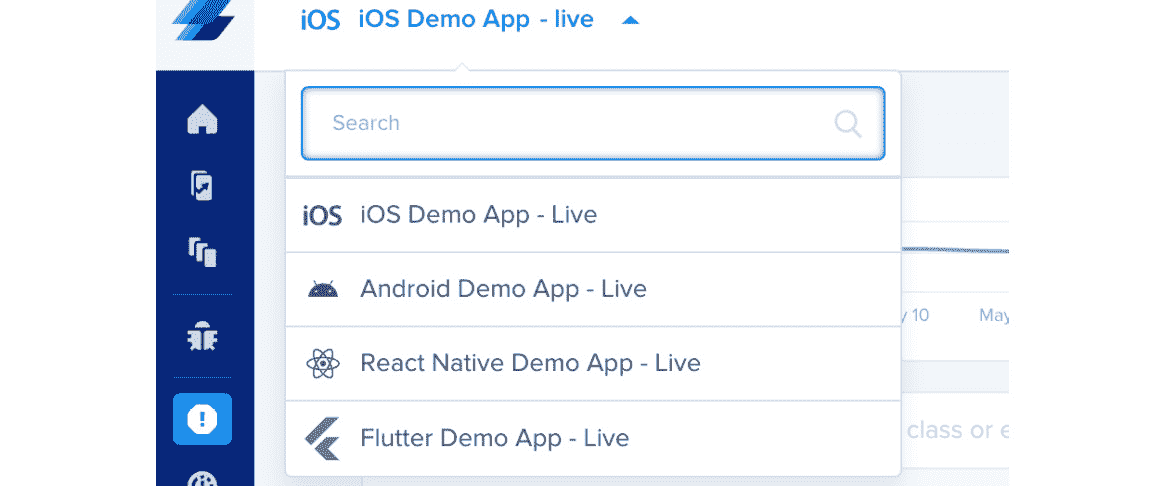 iOS iOS Demo App - live
Search
iOS iOS Demo App - Live
Android Demo App - Live
10
May
React Native Demo App - Live
class or
Flutter Demo App - Live